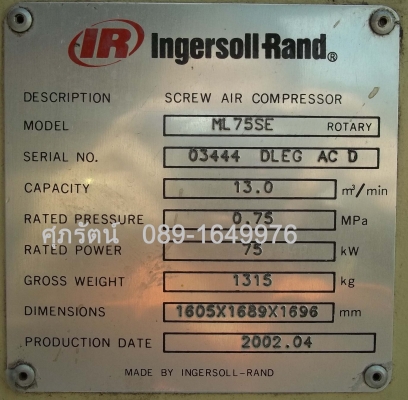 IR Ingersoll-Rand®
DESCRIPTION SCREW AIR COMPRESSOR
MODEL ML75SE ROTARY
SERIAL NO. 03444 DLEG AC D
CAPACITY 13.0 m³/min
RATED PRESSURE 0.75 MPa
ศุภรัตน์ 089-1649976
RATED POWER 75 kW
GROSS WEIGHT 1315 kg
DIMENSIONS 1605X1689X1696 mm
PRODUCTION DATE 2002.04
MADE BY INGERSOLL-RAND